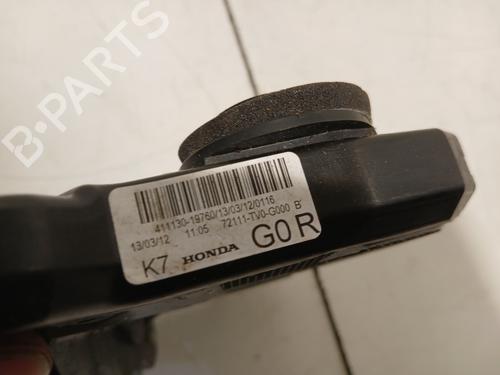 B-PARTS
411130-19760/13/03/12/0116
13/03/12 11:05 72111-TV0-G000 B
K7 HONDA G0 R